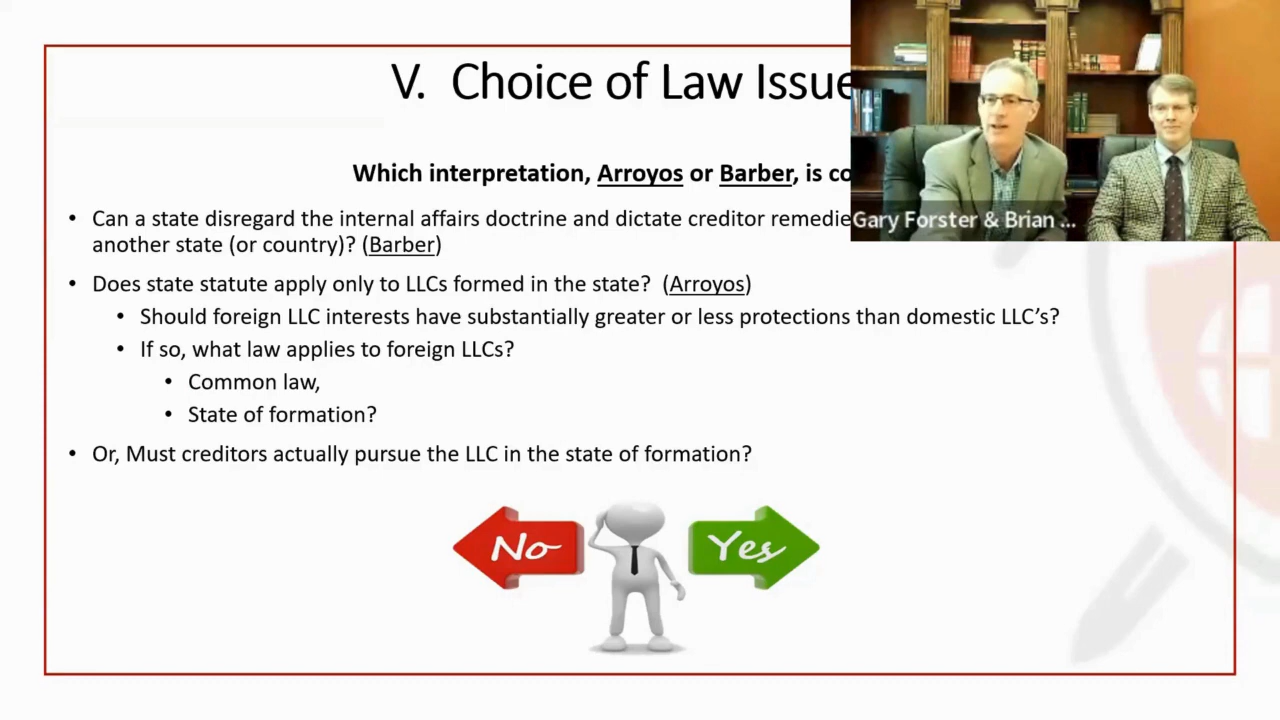 V. Choice of Law Issue
Which interpretation, Arroyos or Barber, is co
• Can a state disregard the internal affairs doctrine and dictate creditor remedie
another state (or country)? (Barber)
• Does state statute apply only to LLCs formed in the state? (Arroyos)
• Should foreign LLC interests have substantially greater or less protections than domestic LLC's?
• If so, what law applies to foreign LLCs?
• Common law,
• State of formation?
• Or, Must creditors actually pursue the LLC in the state of formation?
No
Yes
Gary Forster & Brian ...